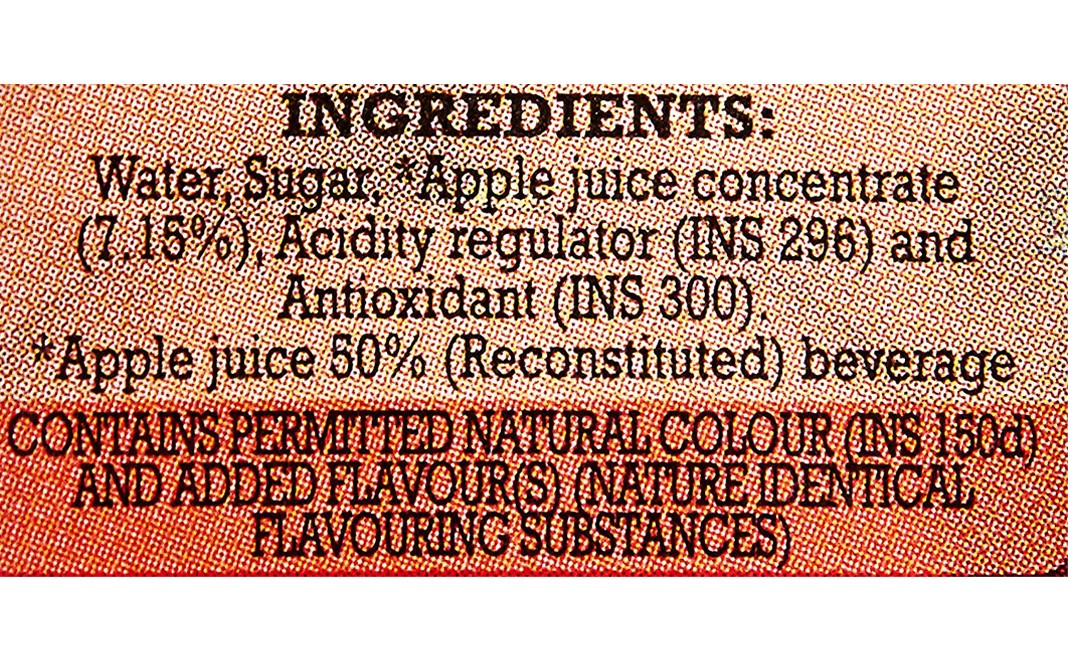 INGREDIENTS:
Water, Sugar, *Apple juice concentrate
(7.15%), Acidity regulator (INS 296) and
Antioxidant (INS 300).
*Apple juice 50% (Reconstituted) beverage
CONTAINS PERMITTED NATURAL COLOUR (INS 150d)
AND ADDED FLAVOUR(S) (NATURE IDENTICAL
FLAVOURING SUBSTANCES)